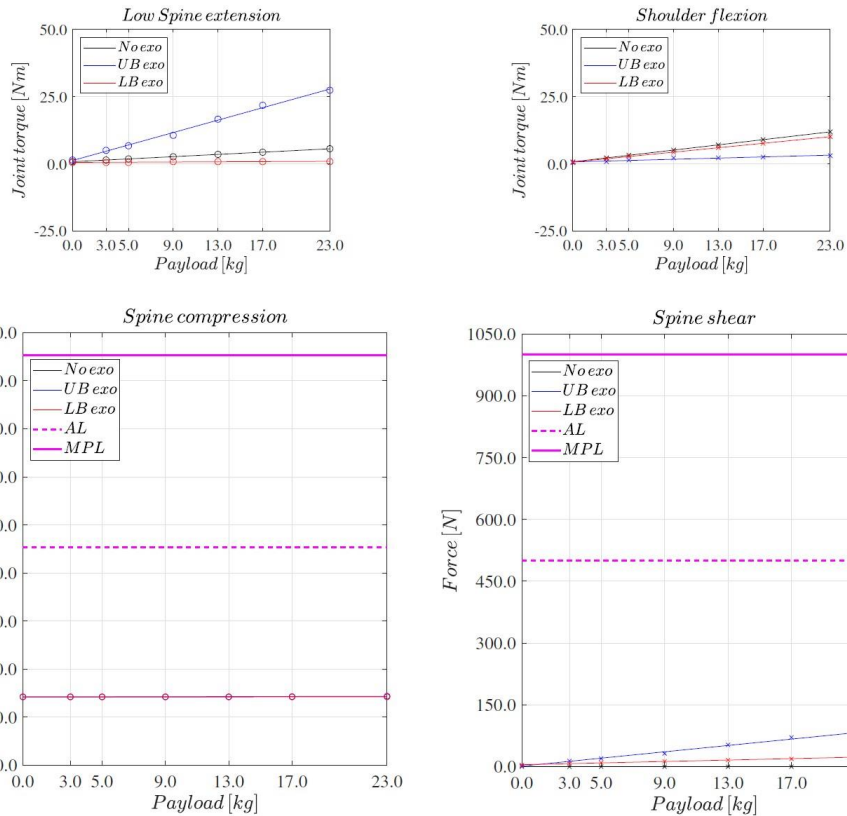 Low Spine extension
50.0
25.0
0.0
-25.0
Joint torque [Nm]
No exo
UB exo
LB exo
0.0 3.0 5.0 9.0 13.0 17.0 23.0
Payload [kg]
Shoulder flexion
50.0
25.0
0.0
-25.0
Joint torque [Nm]
No exo
UB exo
LB exo
0.0 3.0 5.0 9.0 13.0 17.0 23.0
Payload [kg]
Spine compression
No exo
UB exo
LB exo
AL
MPL
0.0 3.0 5.0 9.0 13.0 17.0 23.0
Payload [kg]
Spine shear
1050.0
900.0
750.0
600.0
450.0
300.0
150.0
0.0
Force [N]
No exo
UB exo
LB exo
AL
MPL
0.0 3.0 5.0 9.0 13.0 17.0
Payload [kg]